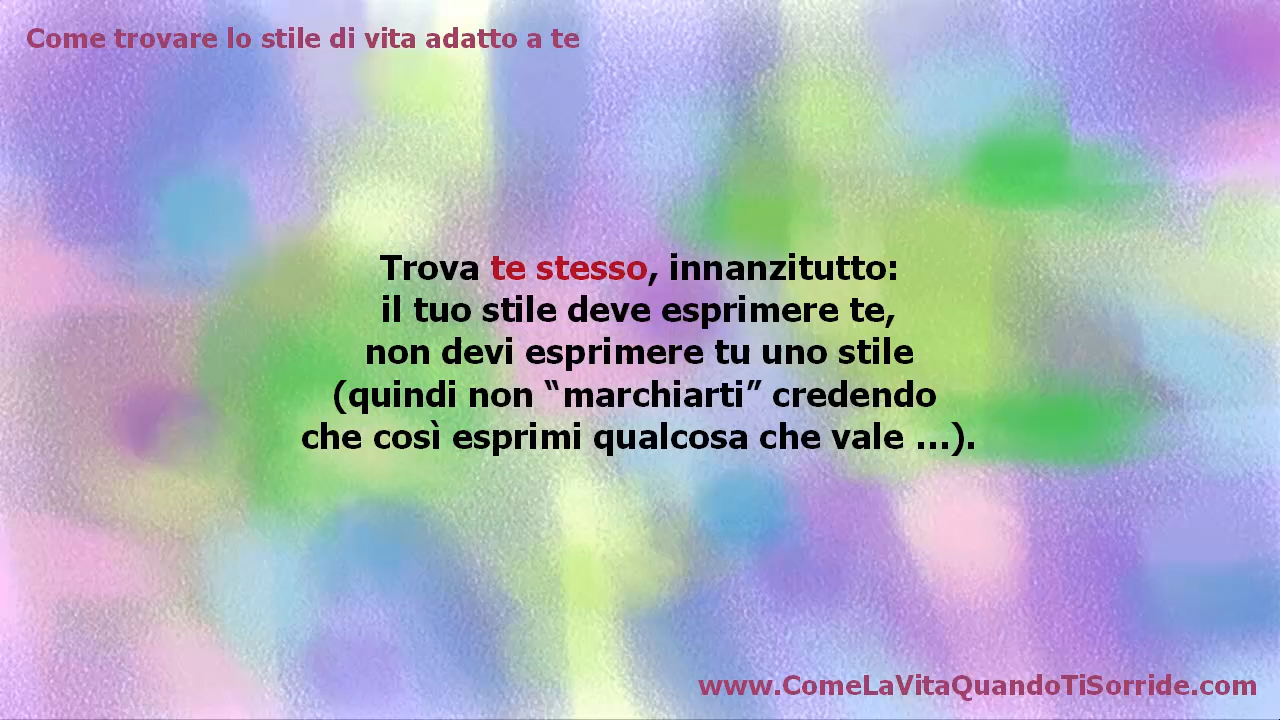 Come trovare lo stile di vita adatto a te
Trova te stesso, innanzitutto:
il tuo stile deve esprimere te,
non devi esprimere tu uno stile
(quindi non “marchiarti” credendo
che così esprimi qualcosa che vale ...).
www.ComeLaVitaQuandoTiSorride.com